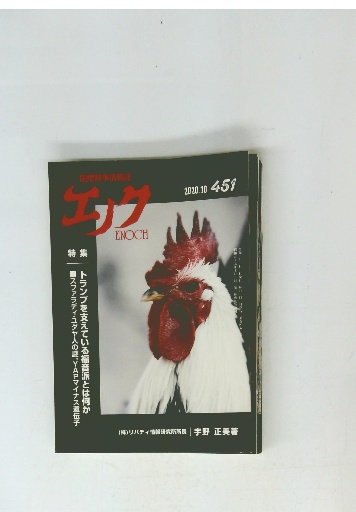 エノク
ENOCH
2020.10 451
特集
トランプを支えている福音派とは何か
■スファラディ・ユダヤ人の謎、YAPマイナス遺伝子
(株)リバティ情報研究所所長 宇野 正美著